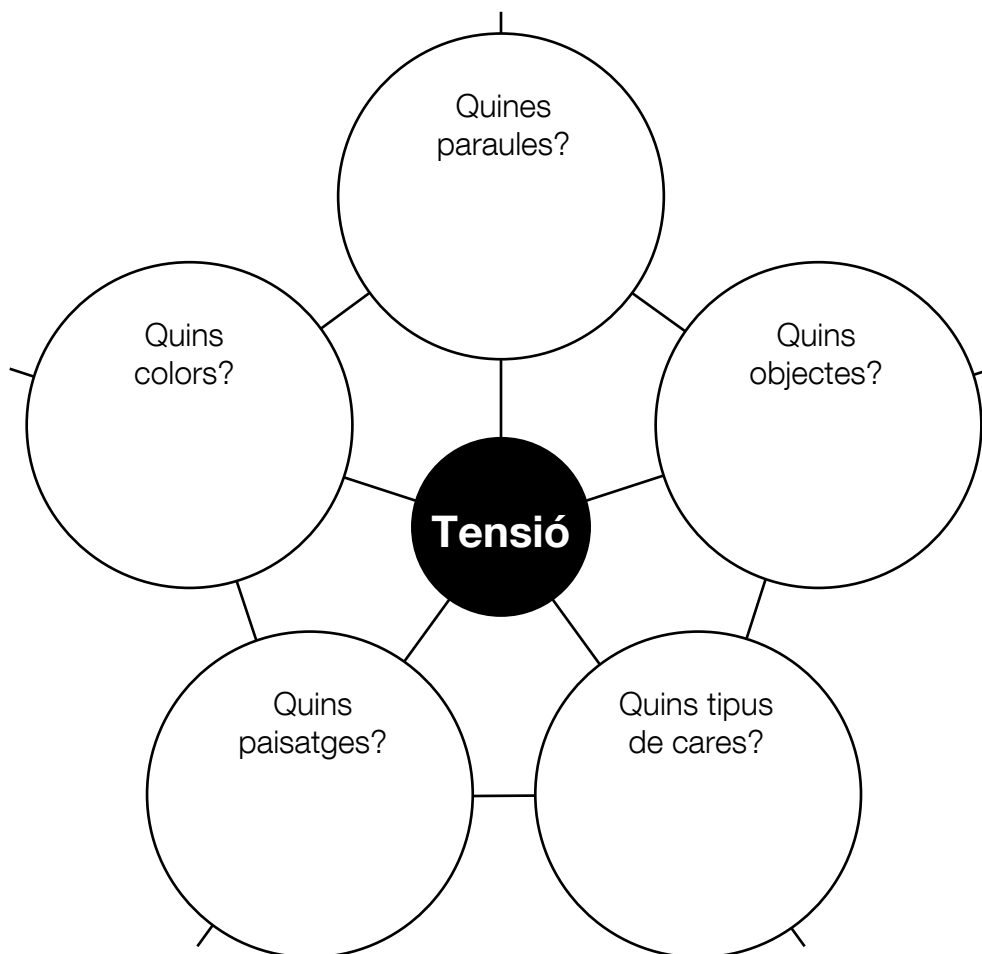 Quines
paraules?
Quins
colors?
Quins
objectes?
Tensió
Quins
paisatges?
Quins tipus
de cares?